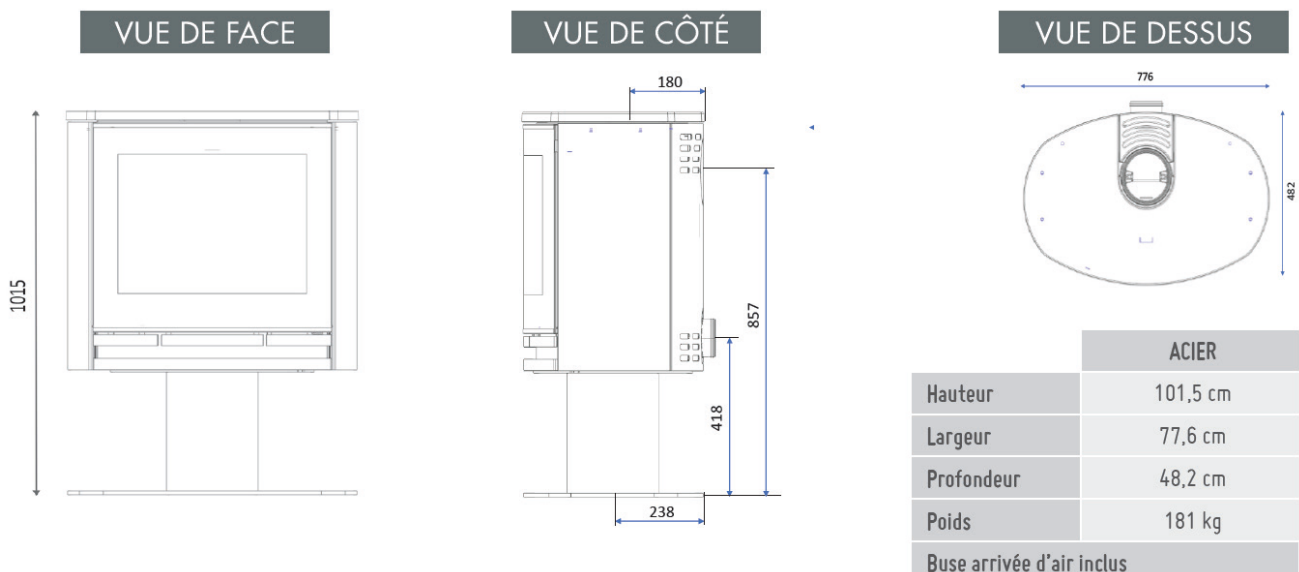 VUE DE FACE
VUE DE CÔTÉ
VUE DE DESSUS
1015
180
857
418
238
776
482
ACIER
Hauteur 101,5 cm
Largeur 77,6 cm
Profondeur 48,2 cm
Poids 181 kg
Buse arrivée d'air inclus